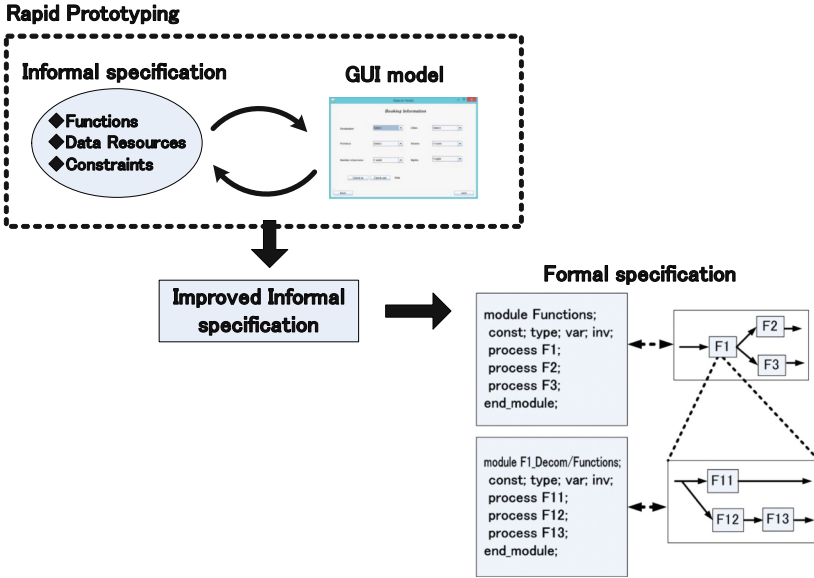 Rapid Prototyping
Informal specification
GUI model
◆Functions
◆Data Resources
◆Constraints
Booking Information
Improved Informal
specification
Formal specification
module Functions;
const; type; var; inv;
process F1;
process F2;
process F3;
end_module;
F1
F2
F3
module F1_Decom/Functions;
const; type; var; inv;
process F11;
process F12;
process F13;
end_module;
F11
F12
F13